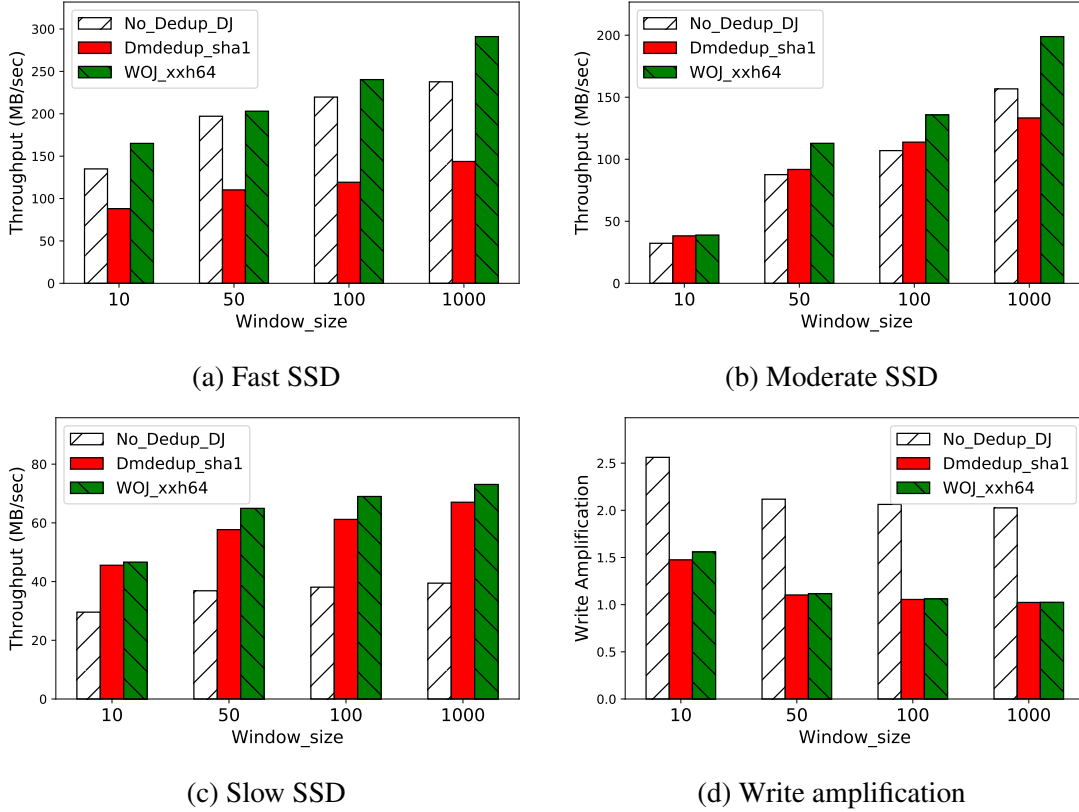 No_Dedup_DJ
Dmdedup_sha1
WOJ_xxh64
Throughput (MB/sec)
300
250
200
150
100
50
0
10 50 100 1000
Window_size
(a) Fast SSD
No_Dedup_DJ
Dmdedup_sha1
WOJ_xxh64
Throughput (MB/sec)
200
150
100
50
0
10 50 100 1000
Window_size
(b) Moderate SSD
No_Dedup_DJ
Dmdedup_sha1
WOJ_xxh64
Throughput (MB/sec)
80
60
40
20
0
10 50 100 1000
Window_size
(c) Slow SSD
No_Dedup_DJ
Dmdedup_sha1
WOJ_xxh64
Write Amplification
2.5
2.0
1.5
1.0
0.5
0.0
10 50 100 1000
Window_size
(d) Write amplification